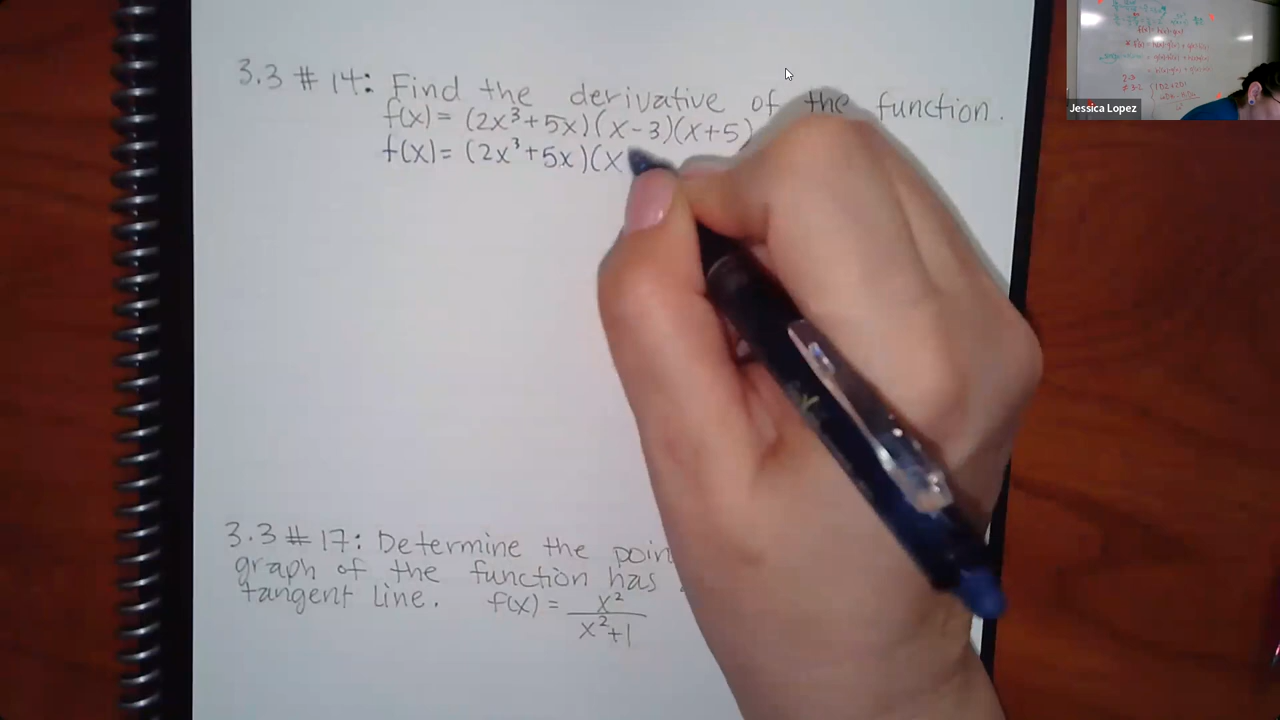 3.3 # 14: Find the derivative of the function.
f(x) = (2x³+5x)(x-3)(x+5)
f(x) = (2x³+5x)(x
3.3 # 17: Determine the poin
graph of the function has
tangent line. f(x) = x²
x²+1
Jessica Lopez